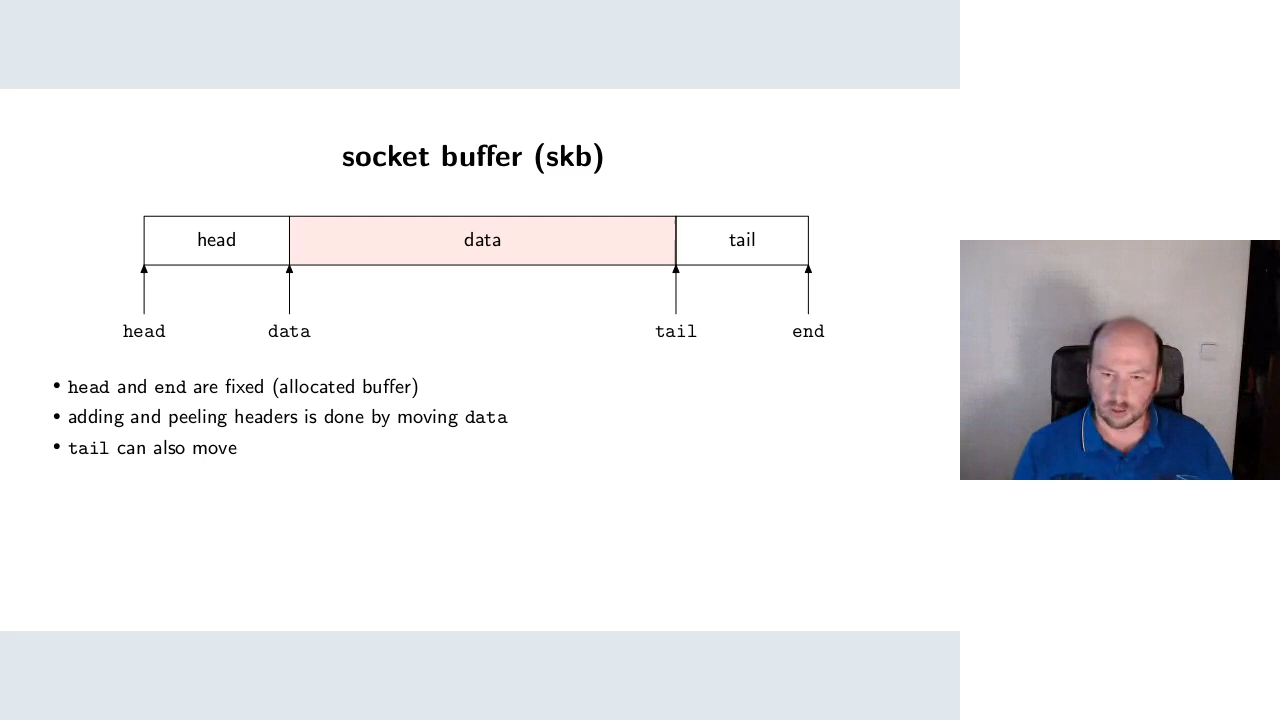 socket buffer (skb)
head data tail
head data tail end
• head and end are fixed (allocated buffer)
• adding and peeling headers is done by moving data
• tail can also move